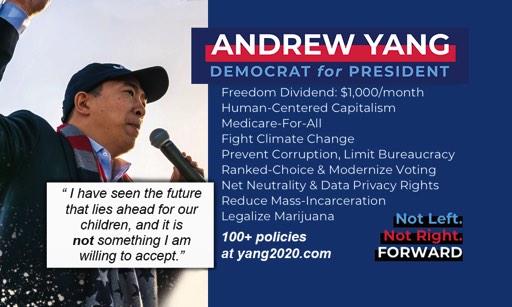 ANDREW YANG
DEMOCRAT for PRESIDENT
Freedom Dividend: $1,000/month
Human-Centered Capitalism
Medicare-For-All
Fight Climate Change
Prevent Corruption, Limit Bureaucracy
Ranked-Choice & Modernize Voting
Net Neutrality & Data Privacy Rights
Reduce Mass-Incarceration
Legalize Marijuana
100+ policies
at yang2020.com
“ I have seen the future
that lies ahead for our
children, and it is
not something I am
willing to accept.”
Not Left.
Not Right.
FORWARD